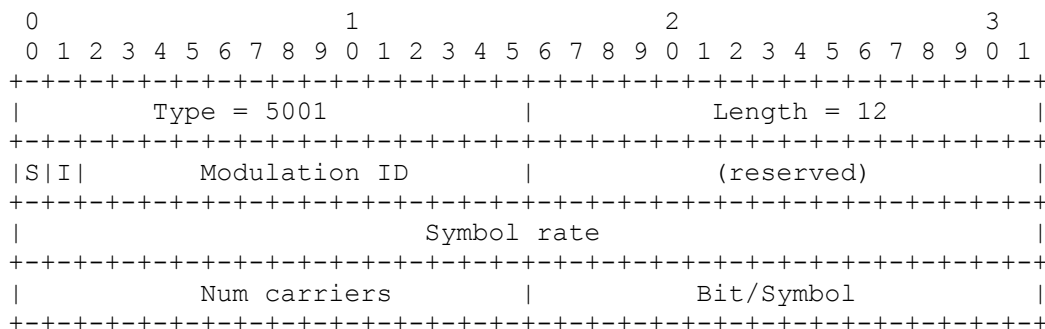 0                   1                   2                   3
 0 1 2 3 4 5 6 7 8 9 0 1 2 3 4 5 6 7 8 9 0 1 2 3 4 5 6 7 8 9 0 1
+-+-+-+-+-+-+-+-+-+-+-+-+-+-+-+-+-+-+-+-+-+-+-+-+-+-+-+-+-+-+-+-+
|        Type = 5001       |           Length = 12         |
+-+-+-+-+-+-+-+-+-+-+-+-+-+-+-+-+-+-+-+-+-+-+-+-+-+-+-+-+-+-+-+-+
|S|I|       Modulation ID       |           (reserved)          |
+-+-+-+-+-+-+-+-+-+-+-+-+-+-+-+-+-+-+-+-+-+-+-+-+-+-+-+-+-+-+-+-+
|                         Symbol rate                           |
+-+-+-+-+-+-+-+-+-+-+-+-+-+-+-+-+-+-+-+-+-+-+-+-+-+-+-+-+-+-+-+-+
|           Num carriers        |          Bit/Symbol           |
+-+-+-+-+-+-+-+-+-+-+-+-+-+-+-+-+-+-+-+-+-+-+-+-+-+-+-+-+-+-+-+-+